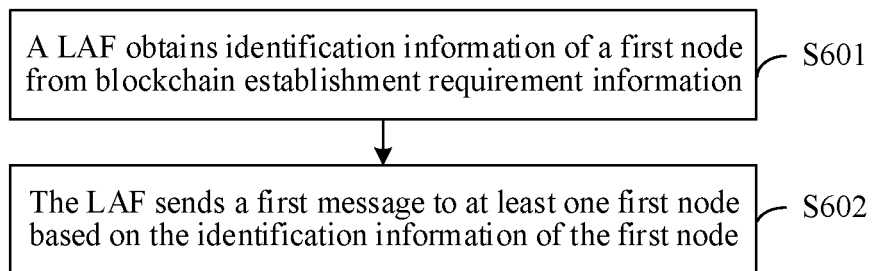 A LAF obtains identification information of a first node
from blockchain establishment requirement information
S601
The LAF sends a first message to at least one first node
based on the identification information of the first node
S602